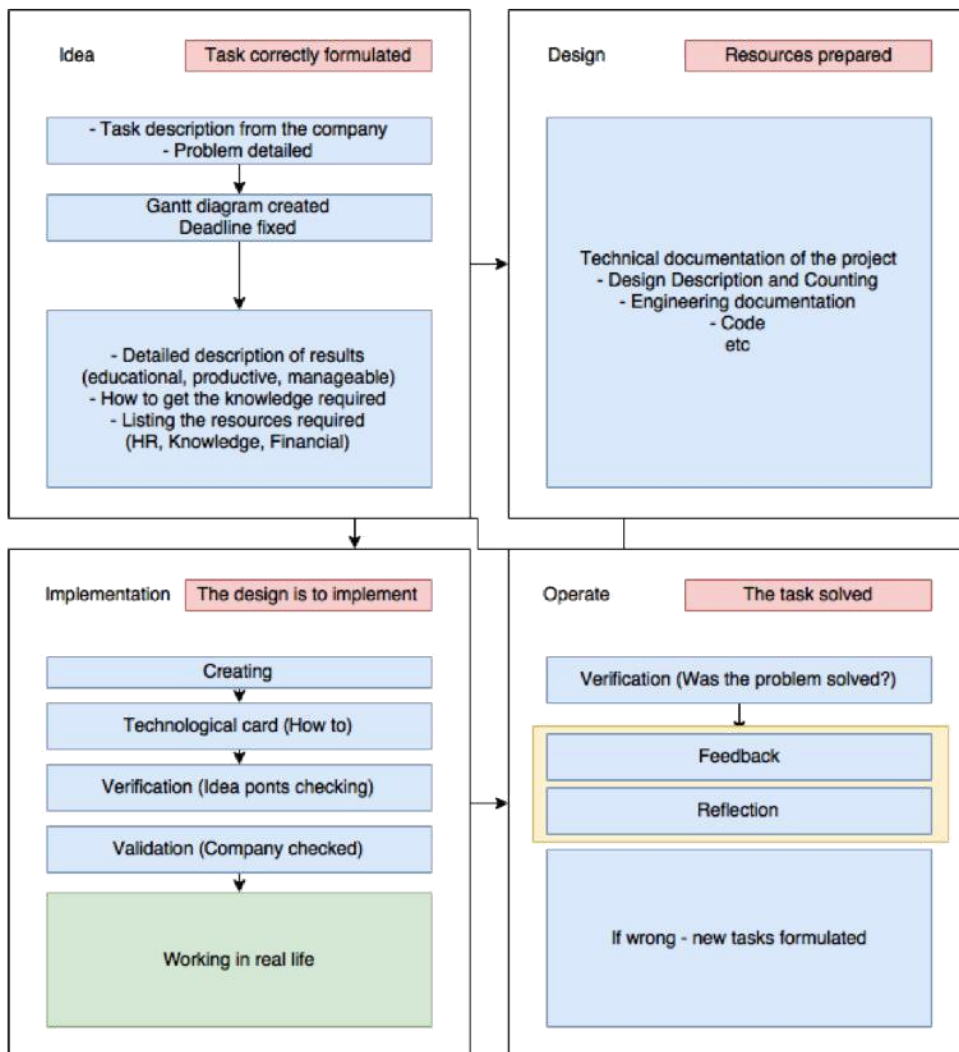 Idea
Task correctly formulated
- Task description from the company
- Problem detailed
Gantt diagram created
Deadline fixed
- Detailed description of results
(educational, productive, manageable)
- How to get the knowledge required
- Listing the resources required
(HR, Knowledge, Financial)
Design
Resources prepared
Technical documentation of the project
- Design Description and Counting
- Engineering documentation
- Code
etc
Implementation
The design is to implement
Creating
Technological card (How to)
Verification (Idea ponts checking)
Validation (Company checked)
Working in real life
Operate
The task solved
Verification (Was the problem solved?)
Feedback
Reflection
If wrong - new tasks formulated